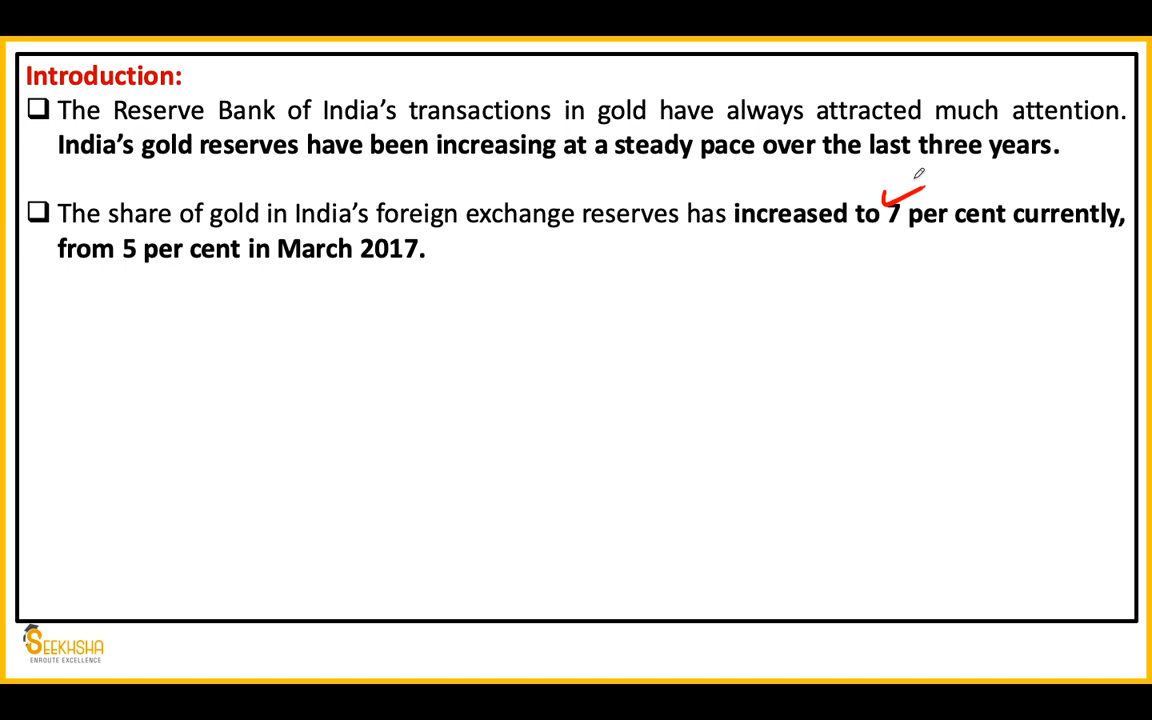 Introduction:
❑ The Reserve Bank of India’s transactions in gold have always attracted much attention.
India’s gold reserves have been increasing at a steady pace over the last three years.
❑ The share of gold in India’s foreign exchange reserves has increased to 7 per cent currently,
from 5 per cent in March 2017.
SEEKHSHA
ENROUTE EXCELLENCE